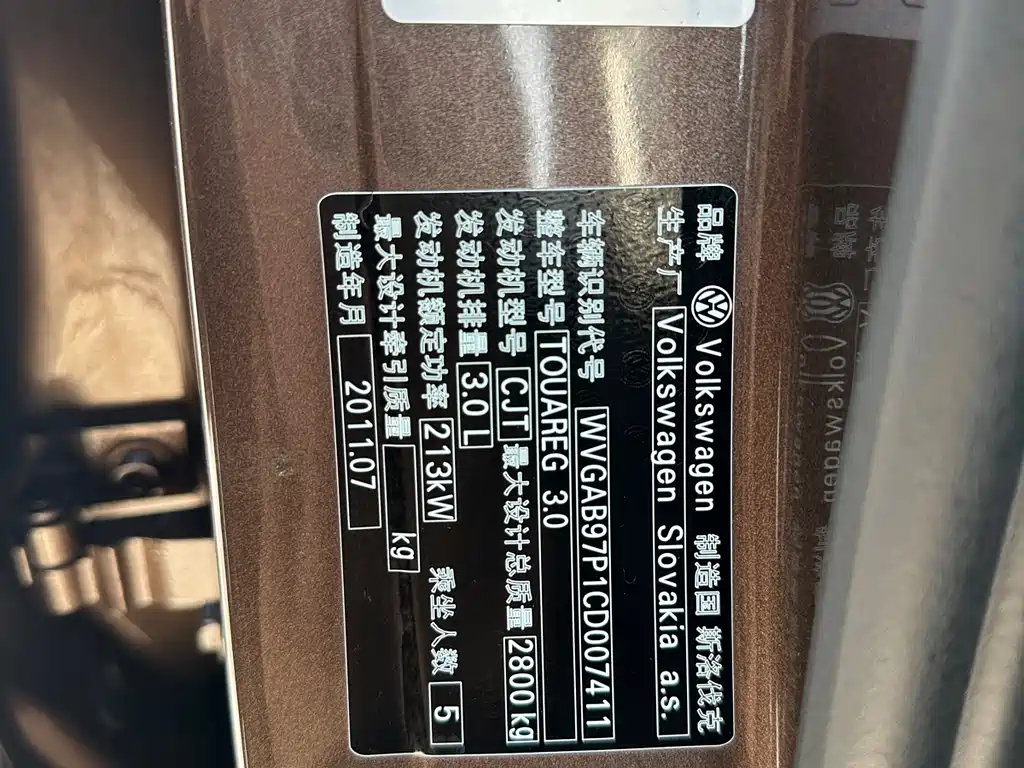 品牌 Volkswagen 制造国 斯洛伐克
生产厂 Volkswagen Slovakia a.s.
车辆识别代号 WVGAB97P1CD007411
整车型号 TOUAREG 3.0
发动机型号 CJT 最大设计总质量 2800kg
发动机排量 3.0L
发动机额定功率 213kW 乘坐人数 5
最大设计牵引质量 kg
制造年月 2011.07